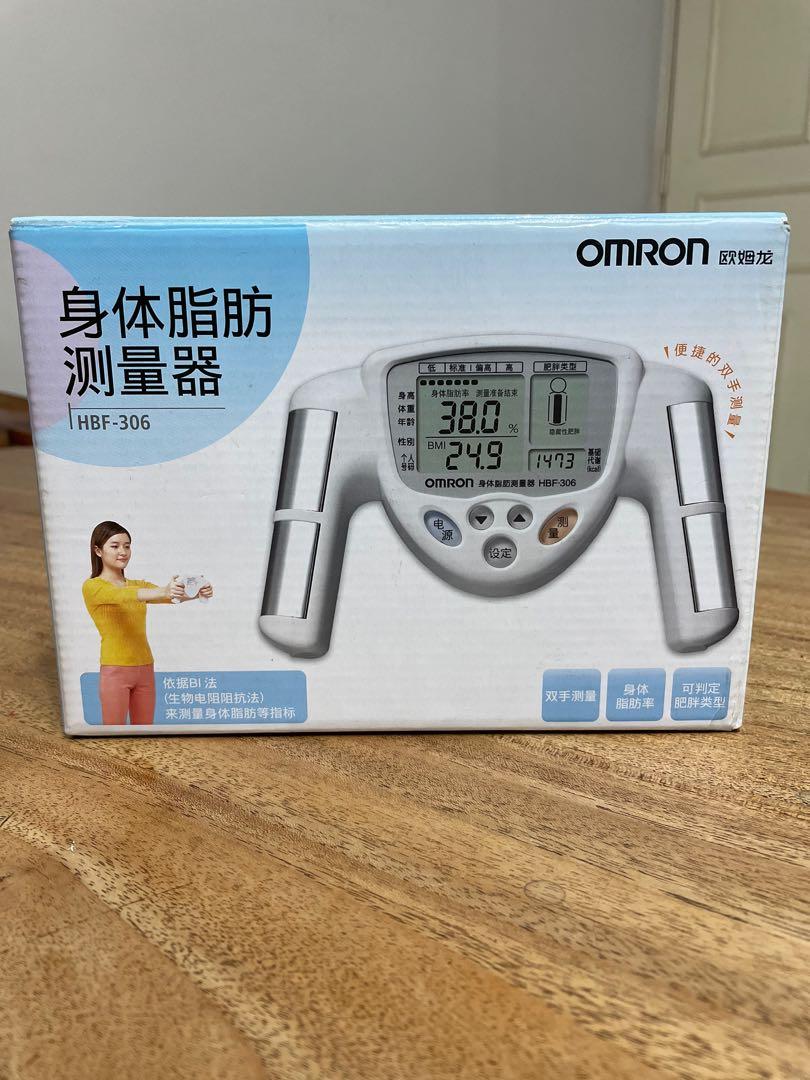 OMRON 欧姆龙
身体脂肪
测量器
HBF-306
便捷的双手测量
低 标准 偏高 高 肥胖类型
身高
体重
年龄
性别
个人
号码
身体脂肪率 测量准备结束
38.0 %
BMI
24.9
隐藏性肥胖
1473
基础
代谢
(kcal)
OMRON 身体脂肪测量器 HBF-306
电源
测量
设定
依据BI 法
(生物电阻阻抗法)
来测量身体脂肪等指标
双手测量
身体
脂肪率
可判定
肥胖类型